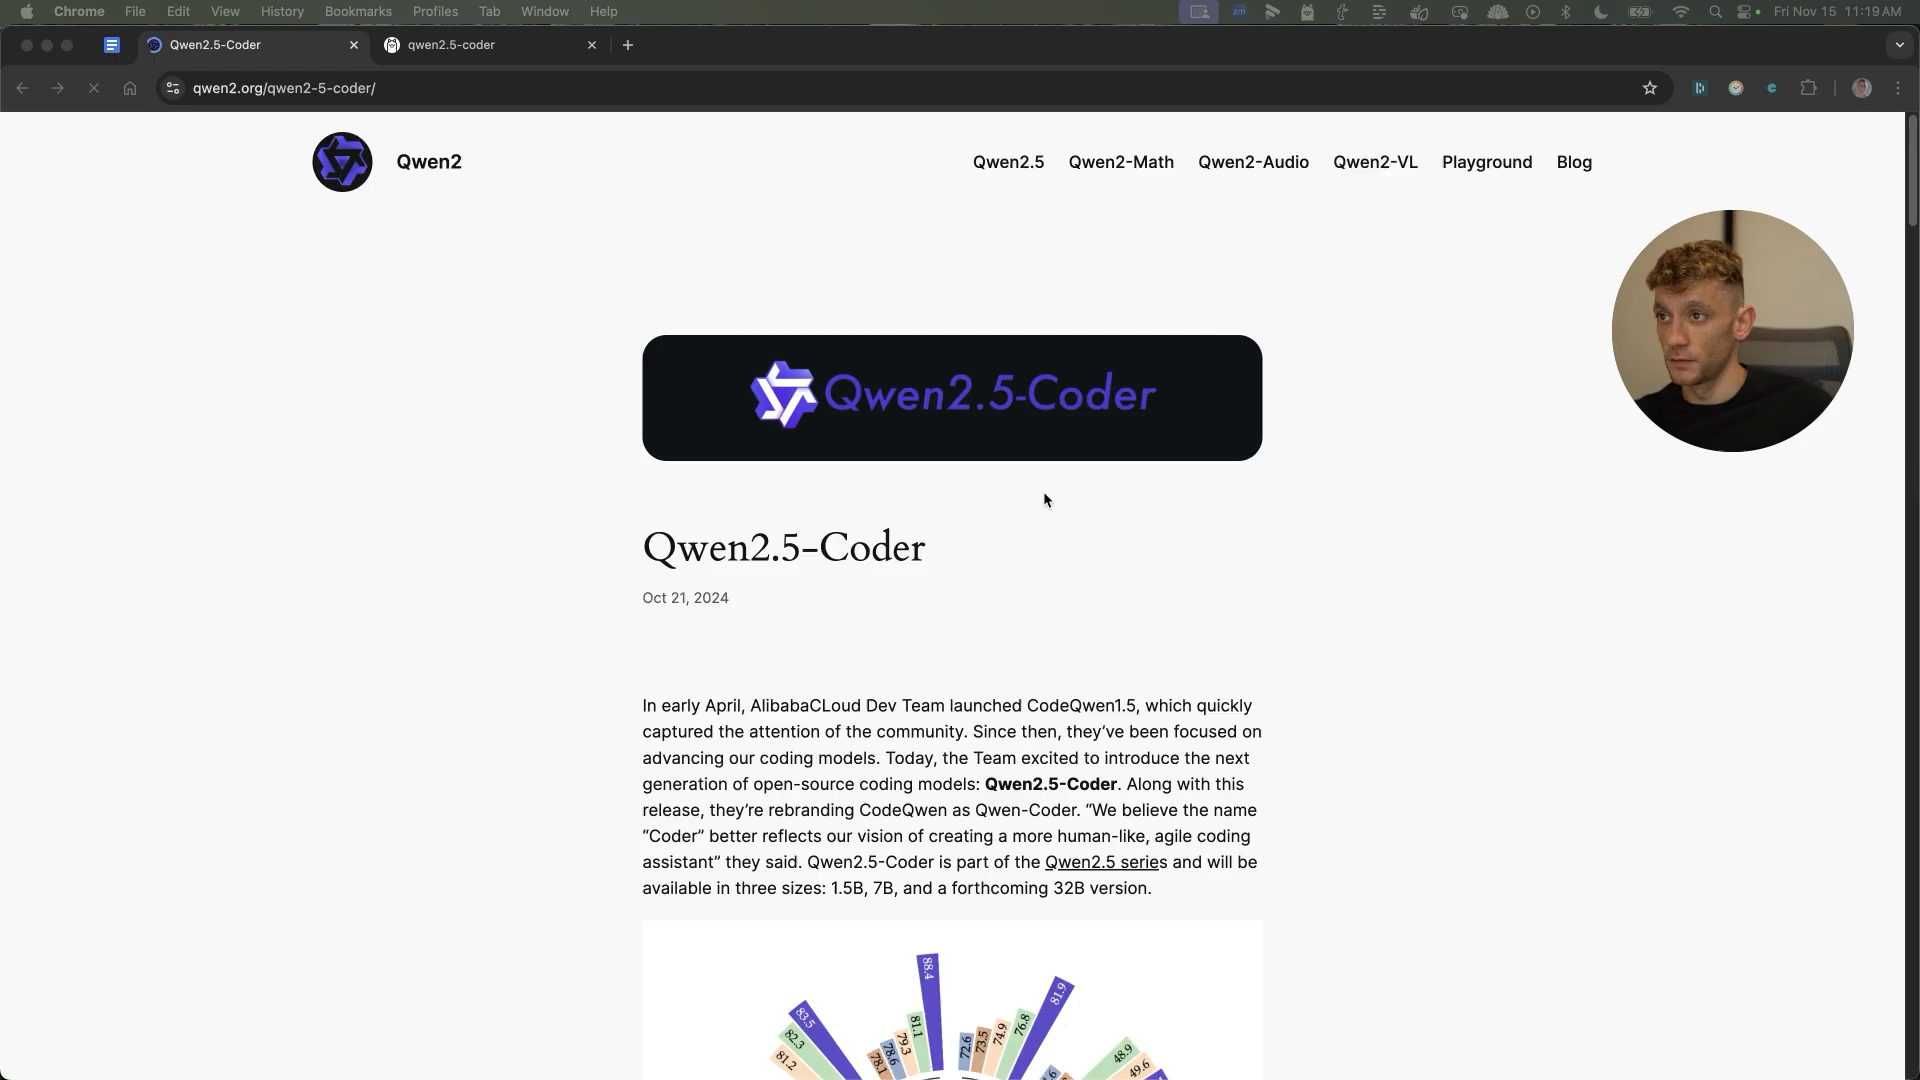 Chrome File Edit View History Bookmarks Profiles Tab Window Help
zm
Fri Nov 15 11:19 AM
Qwen2.5-Coder
qwen2.5-coder
qwen2.org/qwen2-5-coder/
Qwen2
Qwen2.5 Qwen2-Math Qwen2-Audio Qwen2-VL Playground Blog
Qwen2.5-Coder
Qwen2.5-Coder
Oct 21, 2024
In early April, AlibabaCLoud Dev Team launched CodeQwen1.5, which quickly
captured the attention of the community. Since then, they’ve been focused on
advancing our coding models. Today, the Team excited to introduce the next
generation of open-source coding models: Qwen2.5-Coder. Along with this
release, they’re rebranding CodeQwen as Qwen-Coder. “We believe the name
“Coder” better reflects our vision of creating a more human-like, agile coding
assistant” they said. Qwen2.5-Coder is part of the Qwen2.5 series and will be
available in three sizes: 1.5B, 7B, and a forthcoming 32B version.
81.2
82.3
83.5
78.1
78.6
79.3
81.1
88.4
72.6
73.5
74.9
76.8
81.9
48.9
49.6